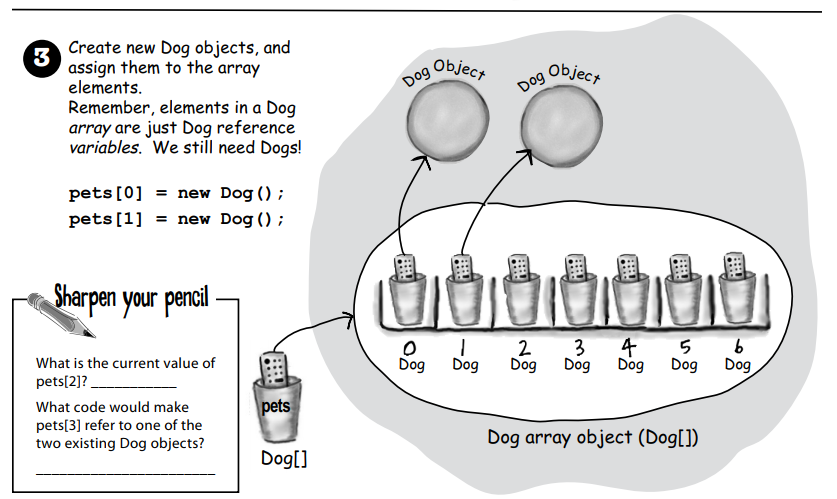 3
Create new Dog objects, and
assign them to the array
elements.
Remember, elements in a Dog
array are just Dog reference
variables. We still need Dogs!
pets[0] = new Dog();
pets[1] = new Dog();
Dog Object
Dog Object
0 1 2 3 4 5 6
Dog Dog Dog Dog Dog Dog Dog
Dog array object (Dog[])
pets
Dog[]
Sharpen your pencil
What is the current value of
pets[2]? ___________
What code would make
pets[3] refer to one of the
two existing Dog objects?
_______________________